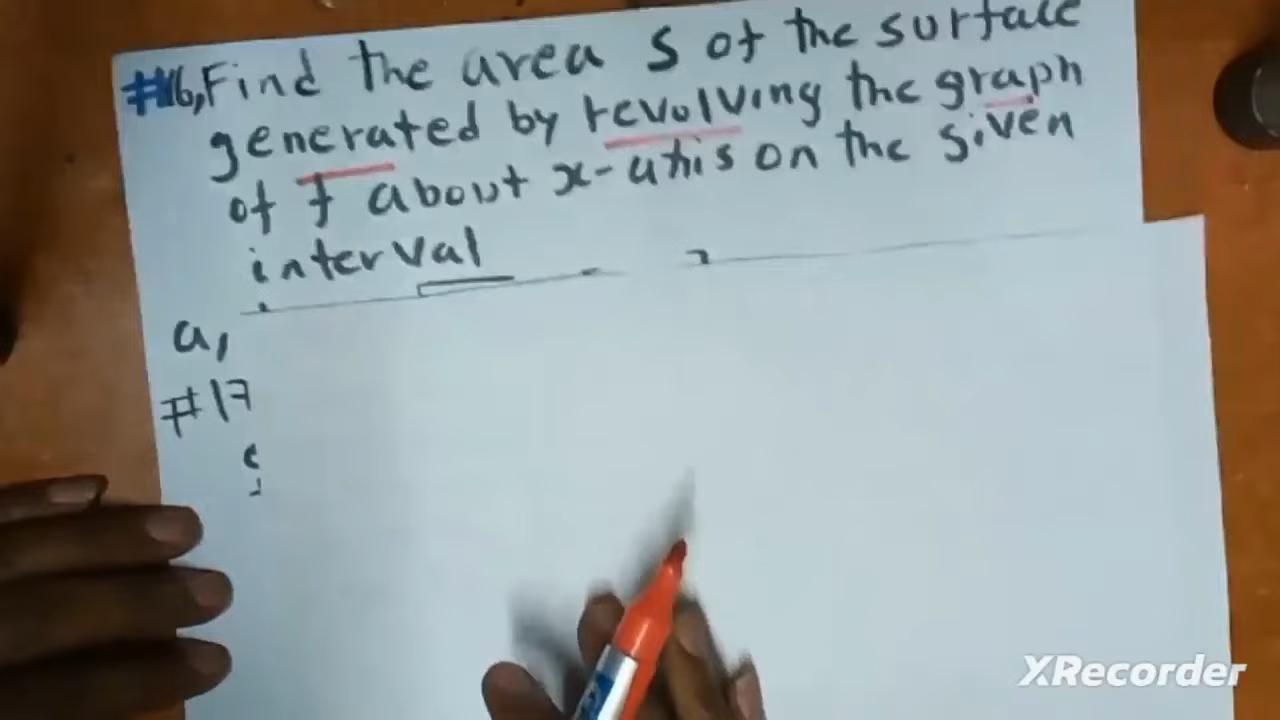 #16, Find the area S of the surface
generated by revolving the graph
of f about x-axis on the given
interval
a,
#17
XRecorder